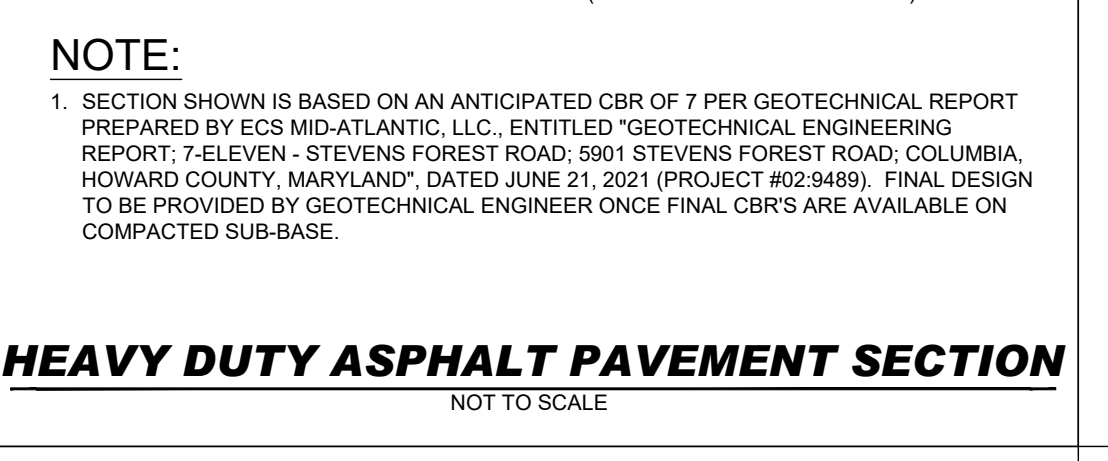 NOTE:
1. SECTION SHOWN IS BASED ON AN ANTICIPATED CBR OF 7 PER GEOTECHNICAL REPORT
PREPARED BY ECS MID-ATLANTIC, LLC., ENTITLED "GEOTECHNICAL ENGINEERING
REPORT; 7-ELEVEN - STEVENS FOREST ROAD; 5901 STEVENS FOREST ROAD; COLUMBIA,
HOWARD COUNTY, MARYLAND", DATED JUNE 21, 2021 (PROJECT #02:9489). FINAL DESIGN
TO BE PROVIDED BY GEOTECHNICAL ENGINEER ONCE FINAL CBR'S ARE AVAILABLE ON
COMPACTED SUB-BASE.
HEAVY DUTY ASPHALT PAVEMENT SECTION
NOT TO SCALE